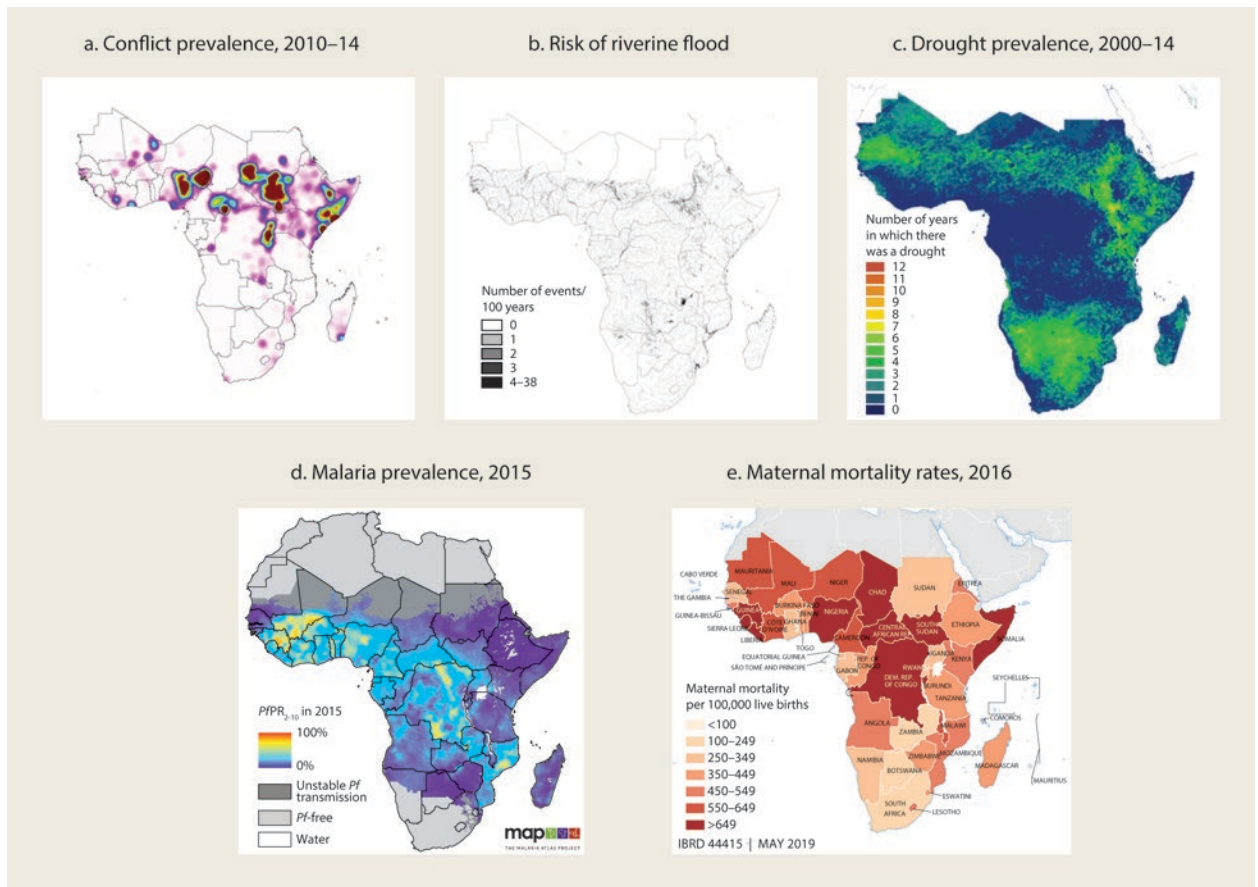 a. Conflict prevalence, 2010–14
b. Risk of riverine flood
Number of events/
100 years
0
1
2
3
4–38
c. Drought prevalence, 2000–14
Number of years
in which there
was a drought
12
11
10
9
8
7
6
5
4
3
2
1
0
d. Malaria prevalence, 2015
PfPR2-10 in 2015
100%
0%
Unstable Pf
transmission
Pf-free
Water
map
THE MALARIA ATLAS PROJECT
e. Maternal mortality rates, 2016
CABO VERDE
MAURITANIA
MALI
NIGER
CHAD
SUDAN
ERITREA
THE GAMBIA
SENEGAL
GUINEA-BISSAU
GUINEA
SIERRA LEONE
LIBERIA
CÔTE
D'IVOIRE
BURKINA FASO
GHANA
TOGO
BENIN
NIGERIA
CAMEROON
CENTRAL
AFRICAN REP.
SOUTH
SUDAN
ETHIOPIA
SOMALIA
EQUATORIAL GUINEA
SÃO TOMÉ AND PRÍNCIPE
GABON
REP. OF
CONGO
DEM. REP.
OF CONGO
UGANDA
RWANDA
BURUNDI
KENYA
TANZANIA
SEYCHELLES
COMOROS
ANGOLA
ZAMBIA
MALAWI
MOZAMBIQUE
ZIMBABWE
NAMIBIA
BOTSWANA
MADAGASCAR
MAURITIUS
ESWATINI
LESOTHO
SOUTH
AFRICA
Maternal mortality
per 100,000 live births
<100
100–249
250–349
350–449
450–549
550–649
>649
IBRD 44415 | MAY 2019